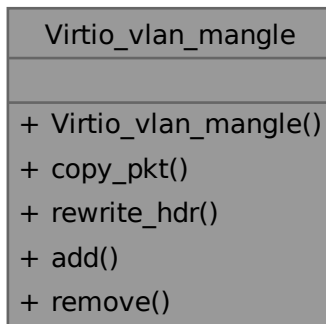 Virtio_vlan_mangle
+ Virtio_vlan_mangle()
+ copy_pkt()
+ rewrite_hdr()
+ add()
+ remove()